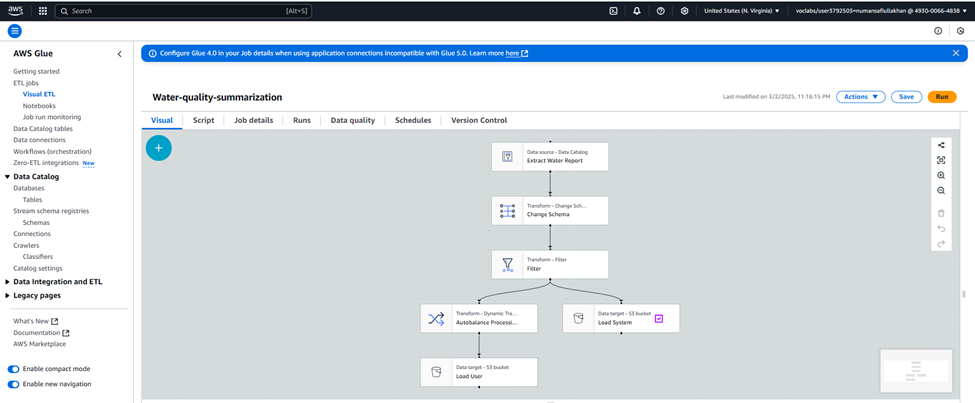 aws
Search
[Alt+S]
United States (N. Virginia)
voclabs/user3792503=numansafiullakhan @ 4930-0066-4838
AWS Glue
Getting started
ETL jobs
Visual ETL
Notebooks
Job run monitoring
Data Catalog tables
Data connections
Workflows (orchestration)
Zero-ETL integrations New
Data Catalog
Databases
Tables
Stream schema registries
Schemas
Connections
Crawlers
Classifiers
Catalog settings
Data Integration and ETL
Legacy pages
What's New
Documentation
AWS Marketplace
Enable compact mode
Enable new navigation
Configure Glue 4.0 in your Job details when using application connections incompatible with Glue 5.0. Learn more here
Water-quality-summarization
Last modified on 3/2/2025, 11:16:15 PM
Actions
Save
Run
Visual
Script
Job details
Runs
Data quality
Schedules
Version Control
Data source - Data Catalog
Extract Water Report
Transform - Change Sch...
Change Schema
Transform - Filter
Filter
Transform - Dynamic Tra...
Autobalance Processi...
Data target - S3 bucket
Load System
Data target - S3 bucket
Load User